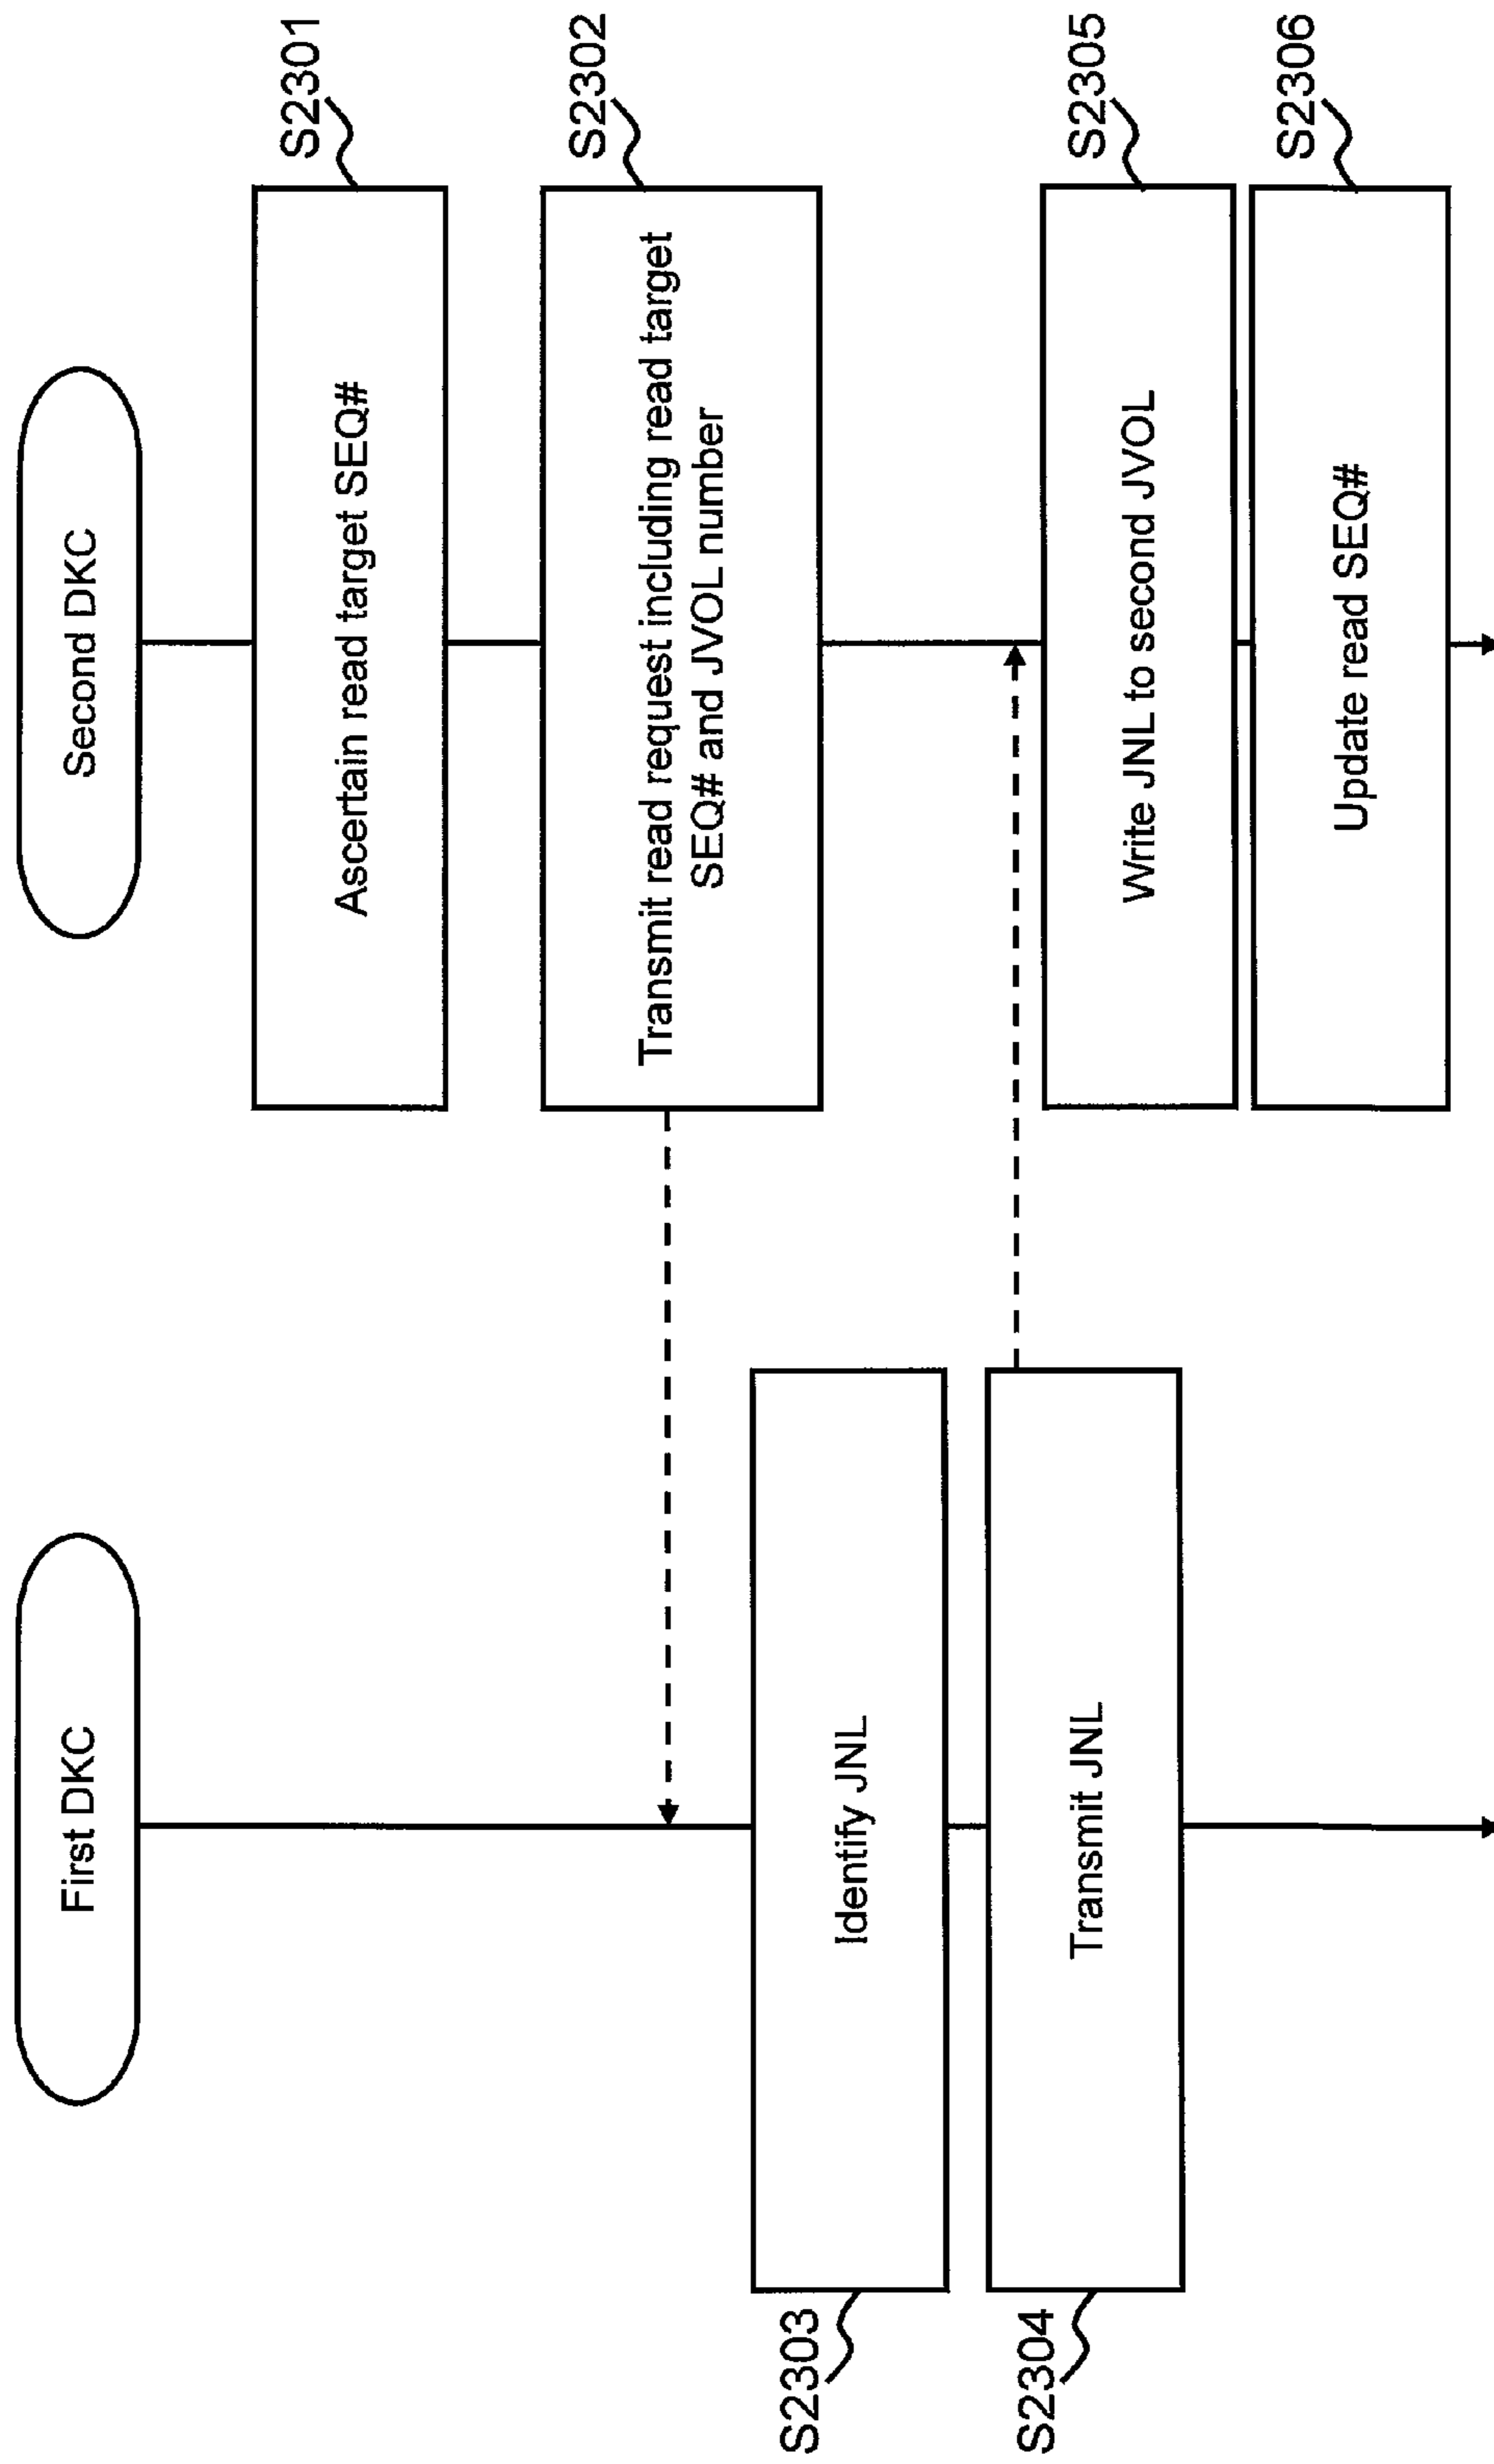 First DKC
Second DKC
Ascertain read target SEQ#
S2301
Transmit read request including read target
SEQ# and JVOL number
S2302
S2303
Identify JNL
S2304
Transmit JNL
Write JNL to second JVOL
S2305
Update read SEQ#
S2306